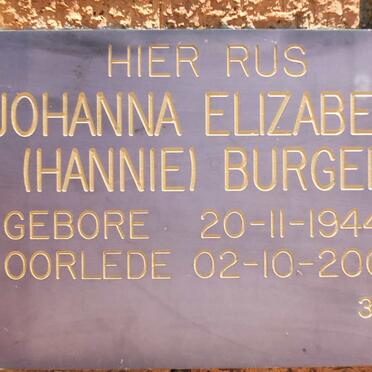 HIER RUS
JOHANNA ELIZABE
(HANNIE) BURGE
GEBORE 20-11-1944
OORLEDE 02-10-200
3